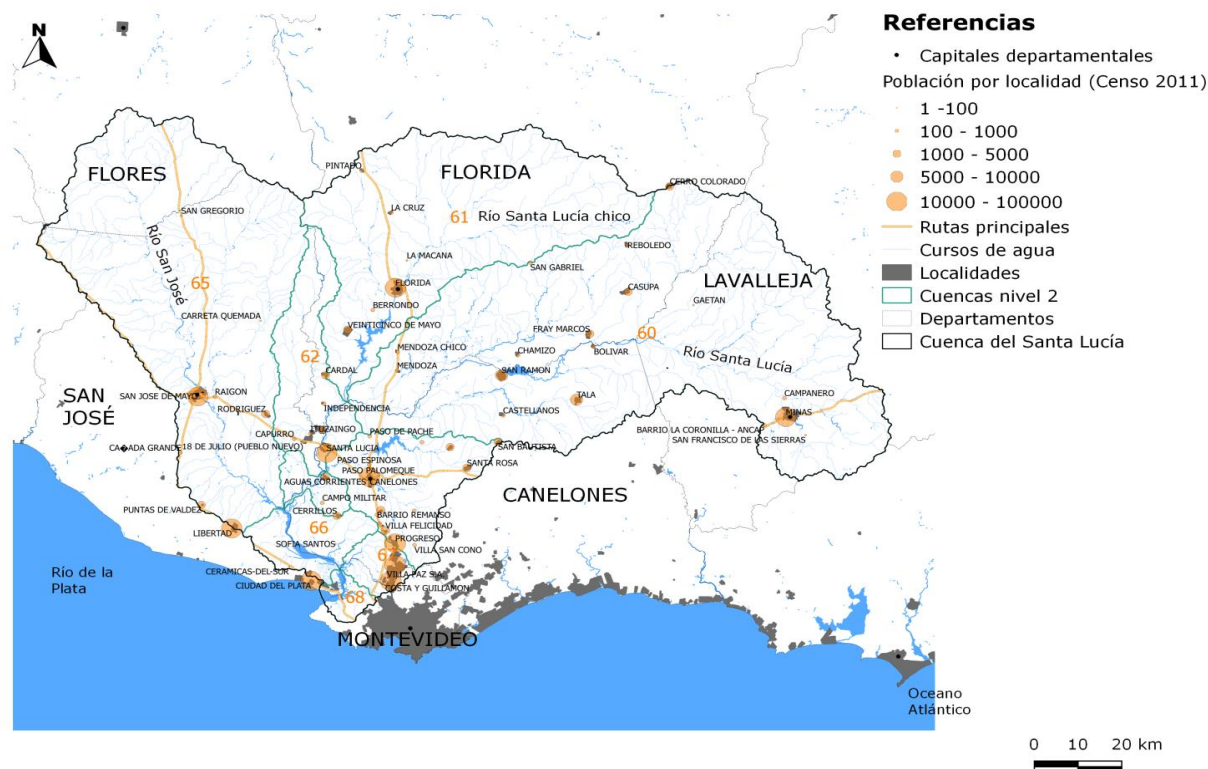 N
Referencias
Capitales departamentales
Población por localidad (Censo 2011)
1 -100
100 - 1000
1000 - 5000
5000 - 10000
10000 - 100000
Rutas principales
Cursos de agua
Localidades
Cuencas nivel 2
Departamentos
Cuenca del Santa Lucía
FLORES
FLORIDA
PINTADO
CERRO COLORADO
SAN GREGORIO
LA CRUZ
61
Río Santa Lucía chico
Río San José
REBOLEDO
LA MACANA
SAN GABRIEL
LAVALLEJA
65
FLORIDA
CASUPA
GAETAN
BERRONDO
CARRETA QUEMADA
VEINTICINCO DE MAYO
FRAY MARCOS
60
62
MENDOZA CHICO
CHAMIZO
BOLIVAR
Río Santa Lucía
CARDAL
MENDOZA
SAN RAMON
SAN JOSÉ
SAN JOSE DE MAYO
RAIGON
TALA
CAMPANERO
RODRIGUEZ
INDEPENDENCIA
CASTELLANOS
MINAS
ITUZAINGO
PASO DE PACHE
BARRIO LA CORONILLA - ANCAP
CAPURRO
SAN FRANCISCO DE LAS SIERRAS
CA�ADA GRANDE
18 DE JULIO (PUEBLO NUEVO)
SANTA LUCIA
SAN BAUTISTA
PASO ESPINOSA
PASO PALOMEQUE
SANTA ROSA
AGUAS CORRIENTES
CANELONES
CANELONES
CAMPO MILITAR
PUNTAS DE VALDEZ
CERRILLOS
BARRIO REMANSO
66
VILLA FELICIDAD
LIBERTAD
SOFIA SANTOS
PROGRESO
VILLA SAN CONO
67
CERAMICAS-DEL-SUR
VILLA PAZ S.A.
Río de la
Plata
CIUDAD DEL PLATA
COSTA Y GUILLAMON
68
MONTEVIDEO
Oceano
Atlántico
0 10 20 km